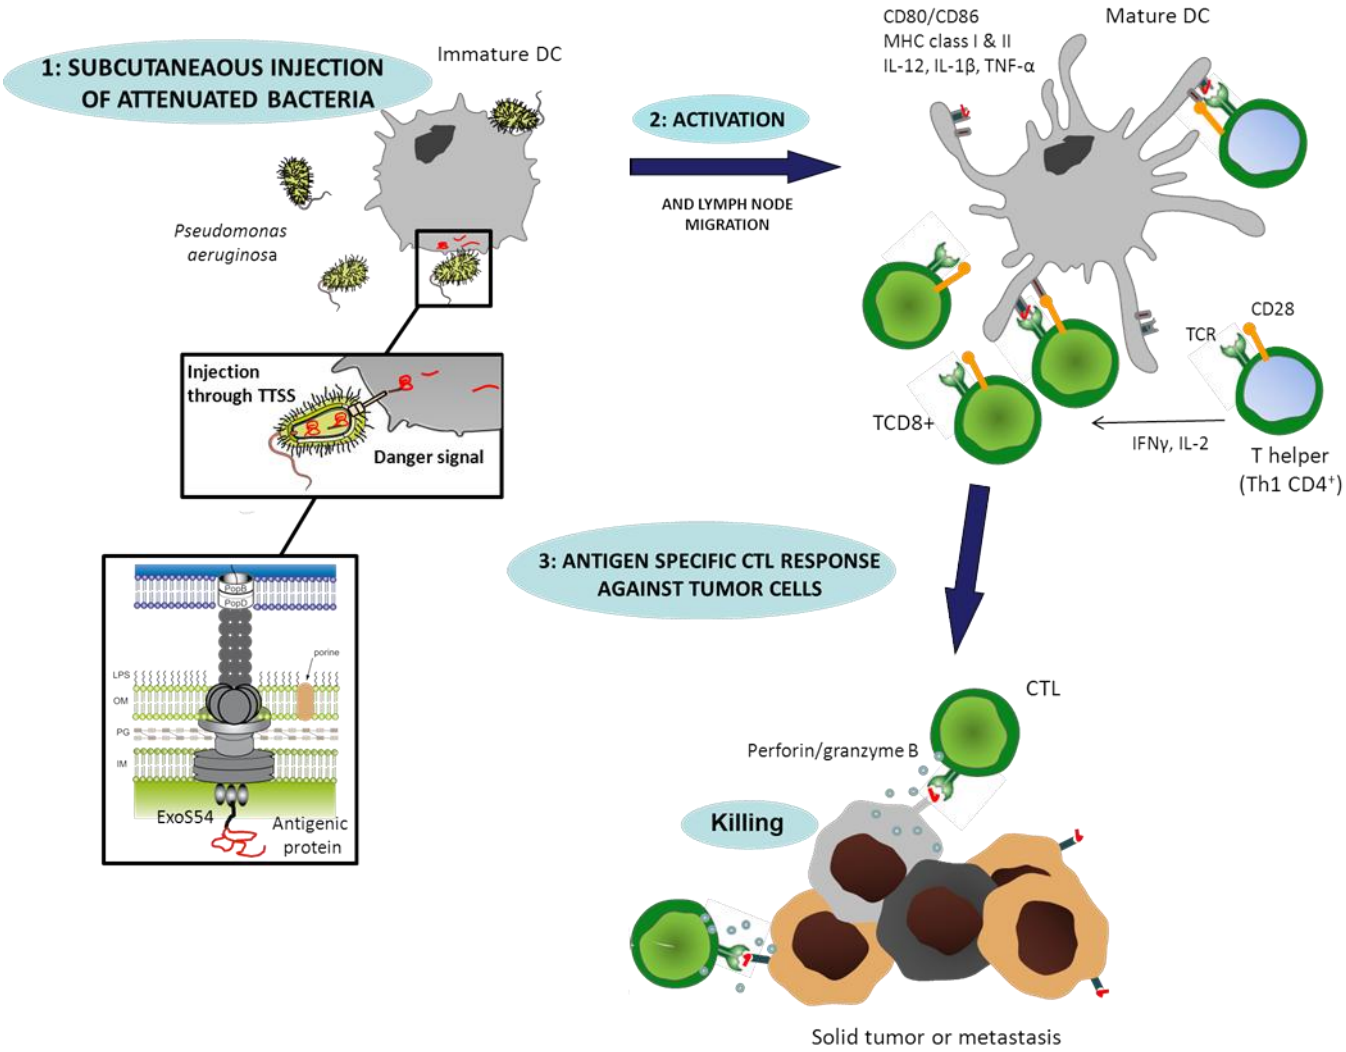 1: SUBCUTANEAOUS INJECTION
OF ATTENUATED BACTERIA
Immature DC
Pseudomonas
aeruginosa
2: ACTIVATION
AND LYMPH NODE
MIGRATION
CD80/CD86
MHC class I & II
IL-12, IL-1β, TNF-α
Mature DC
Injection
through TTSS
Danger signal
TCR
CD28
TCD8+
IFNγ, IL-2
T helper
(Th1 CD4+)
3: ANTIGEN SPECIFIC CTL RESPONSE
AGAINST TUMOR CELLS
PopB
PopD
porine
LPS
OM
PG
IM
ExoS54
Antigenic
protein
CTL
Perforin/granzyme B
Killing
Solid tumor or metastasis